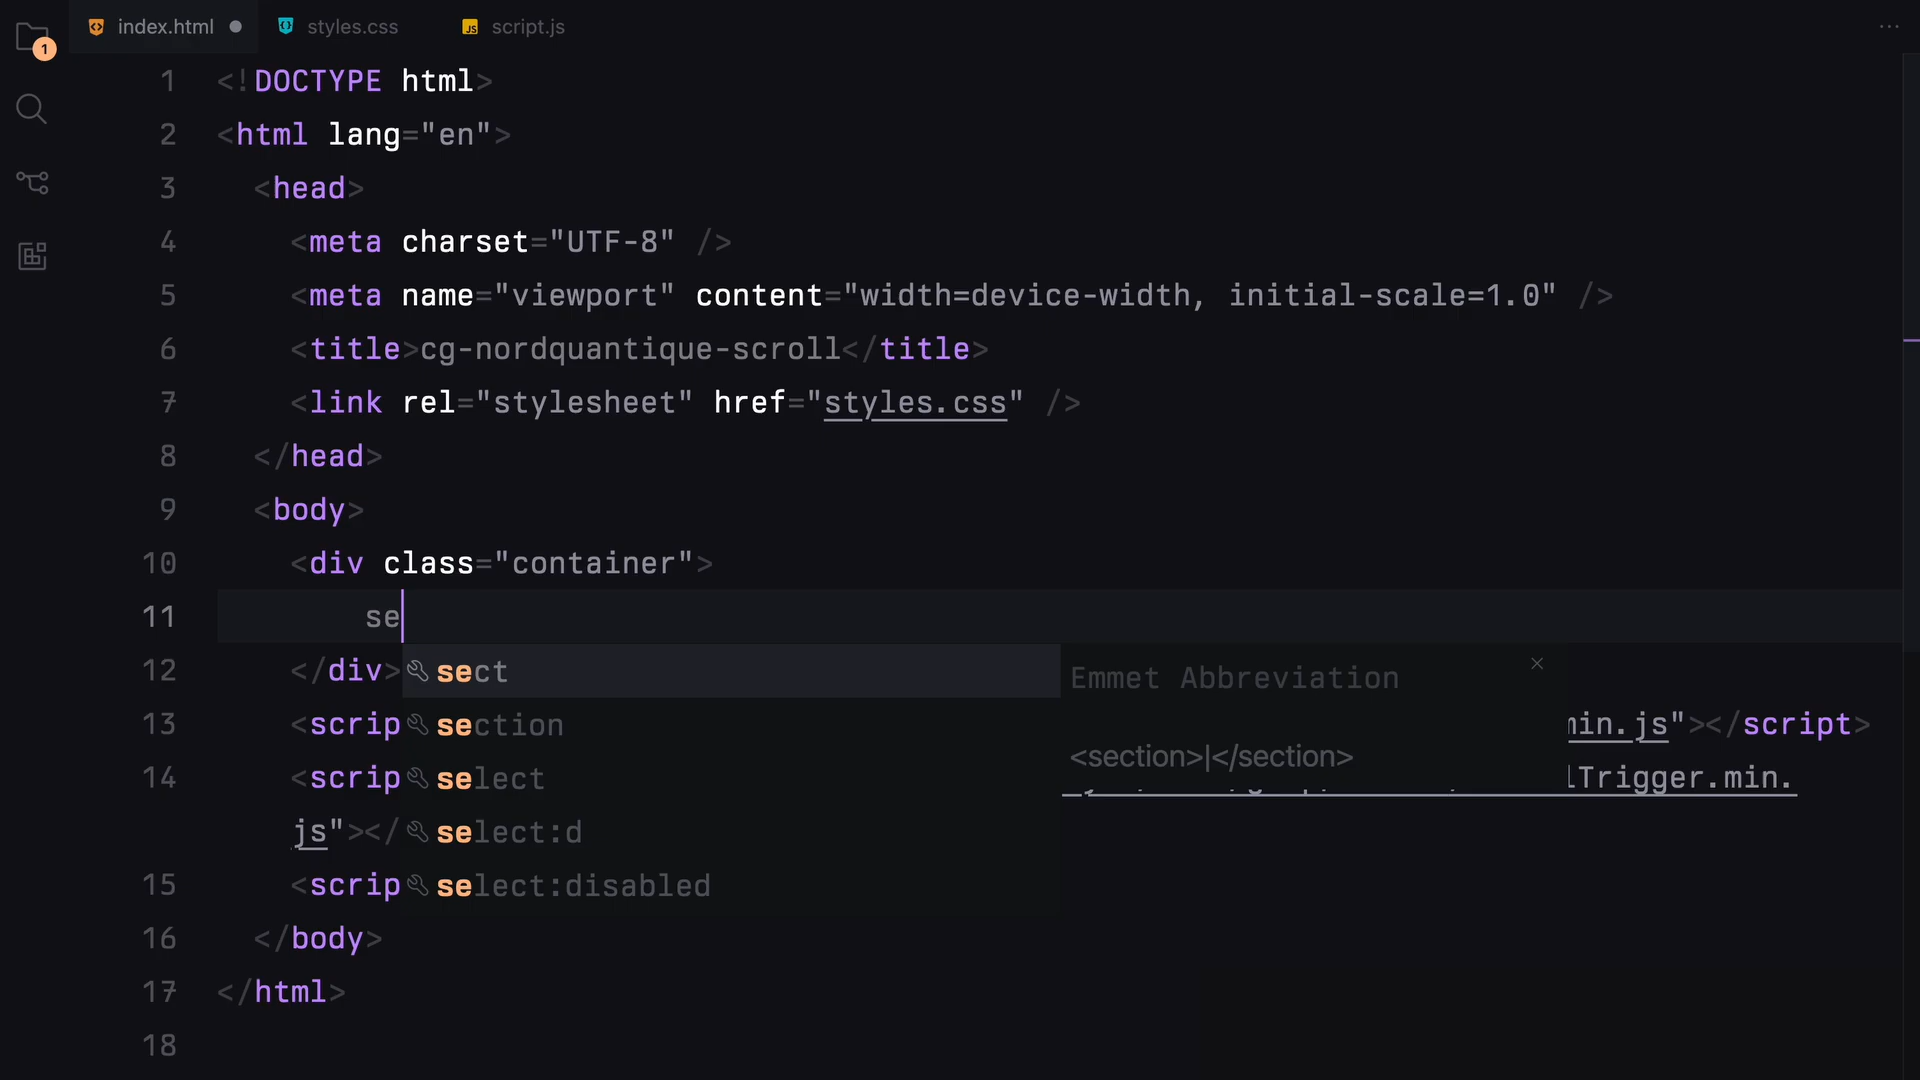 1
index.html
styles.css
JS script.js
1 <!DOCTYPE html>
2 <html lang="en">
3 <head>
4 <meta charset="UTF-8" />
5 <meta name="viewport" content="width=device-width, initial-scale=1.0" />
6 <title>cg-nordquantique-scroll</title>
7 <link rel="stylesheet" href="styles.css" />
8 </head>
9 <body>
10 <div class="container">
11 se
12 </div> sect
Emmet Abbreviation
13 <scrip section
min.js"></script>
<section>|</section>
14 <scrip select
lTrigger.min.
js"></ select:d
15 <scrip select:disabled
16 </body>
17 </html>
18